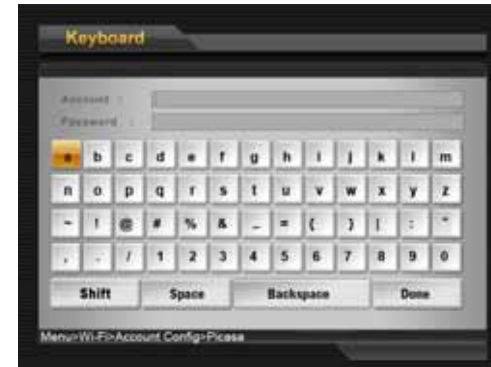 Keyboard
Account :
Password :
a b c d e f g h i j k l m
n o p q r s t u v w x y z
~ ! @ # % & _ = { } | : "
, . / 1 2 3 4 5 6 7 8 9 0
Shift Space Backspace Done
Menu>Wi-Fi>Account Config>Picasa